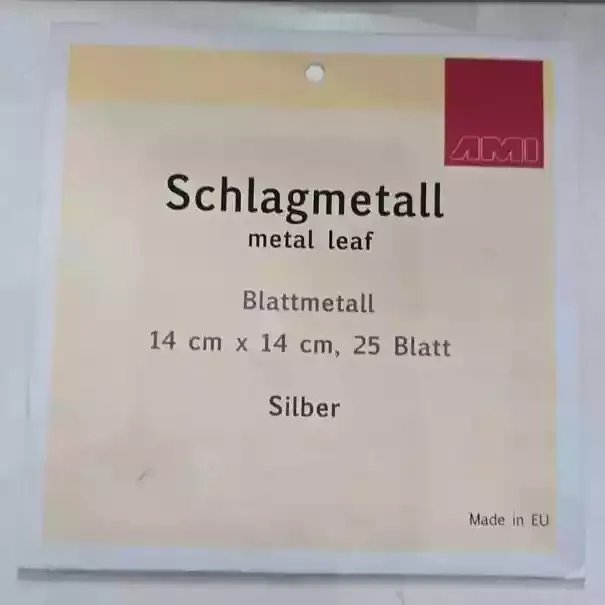 AMI
Schlagmetall
metal leaf
Blattmetall
14 cm x 14 cm, 25 Blatt
Silber
Made in EU